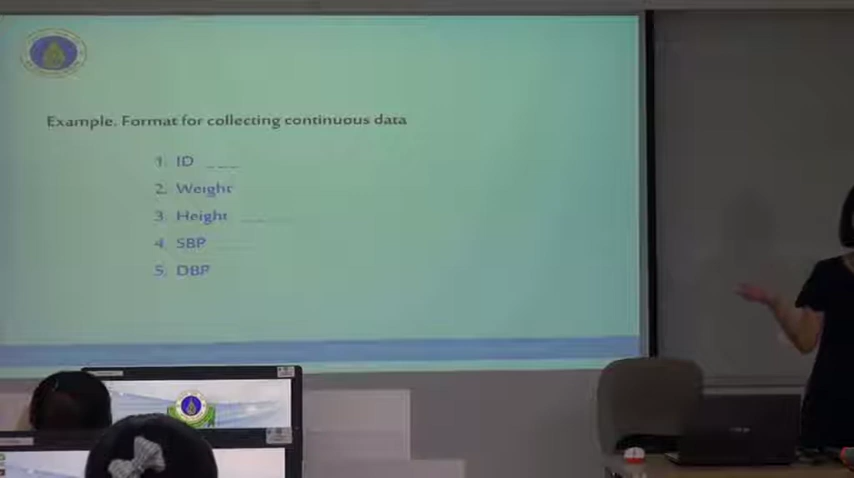 Example. Format for collecting continuous data
1. ID _ _ _
2. Weight
3. Height _ _ _
4. SBP
5. DBP